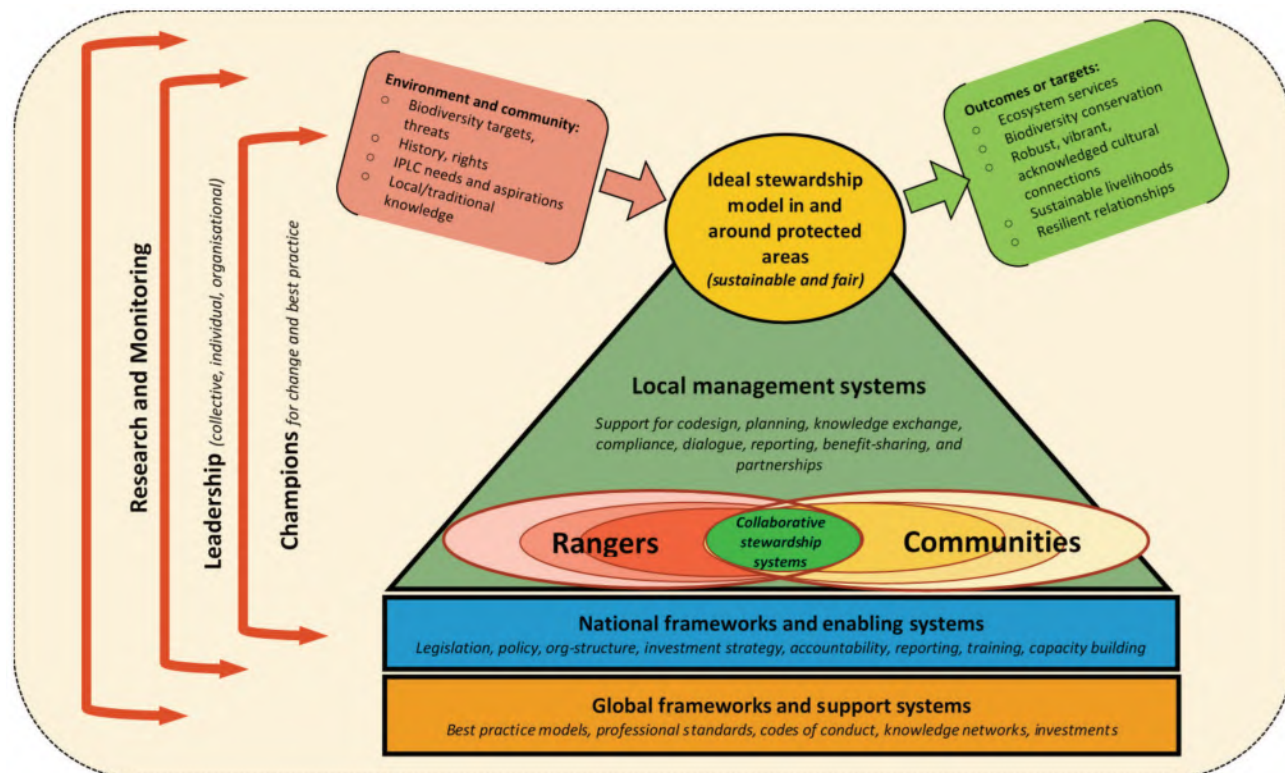 Research and Monitoring
Leadership (collective, individual, organisational)
Champions for change and best practice
Environment and community:
○ Biodiversity targets,
threats
○ History, rights
○ IPLC needs and aspirations
○ Local/traditional
knowledge
Ideal stewardship
model in and
around protected
areas
(sustainable and fair)
Outcomes or targets:
○ Ecosystem services
○ Biodiversity conservation
○ Robust, vibrant,
acknowledged cultural
connections
○ Sustainable livelihoods
○ Resilient relationships
Local management systems
Support for codesign, planning, knowledge exchange,
compliance, dialogue, reporting, benefit-sharing, and
partnerships
Rangers
Collaborative
stewardship
systems
Communities
National frameworks and enabling systems
Legislation, policy, org-structure, investment strategy, accountability, reporting, training, capacity building
Global frameworks and support systems
Best practice models, professional standards, codes of conduct, knowledge networks, investments